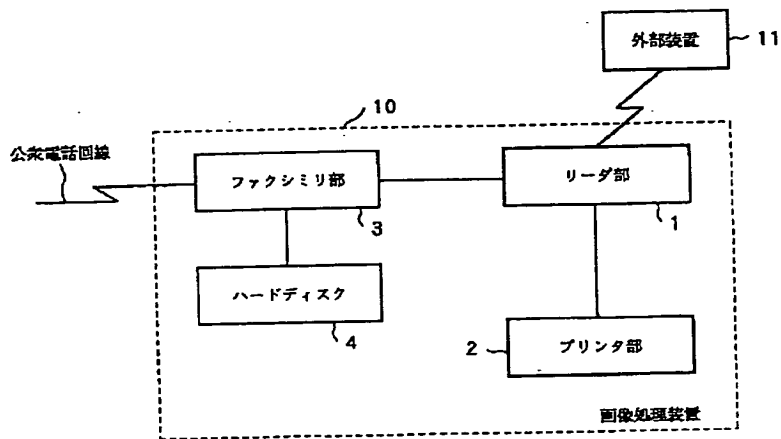 外部装置
11
10
公衆電話回線
ファクシミリ部
3
リーダ部
1
ハードディスク
4
プリンタ部
2
画像処理装置